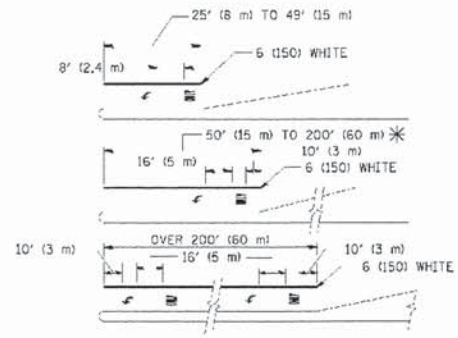 25' (8 m) TO 49' (15 m)
8' (2.4 m)
6 (150) WHITE
50' (15 m) TO 200' (60 m) *
16' (5 m)
10' (3 m)
6 (150) WHITE
OVER 200' (60 m)
10' (3 m)
16' (5 m)
10' (3 m)
6 (150) WHITE